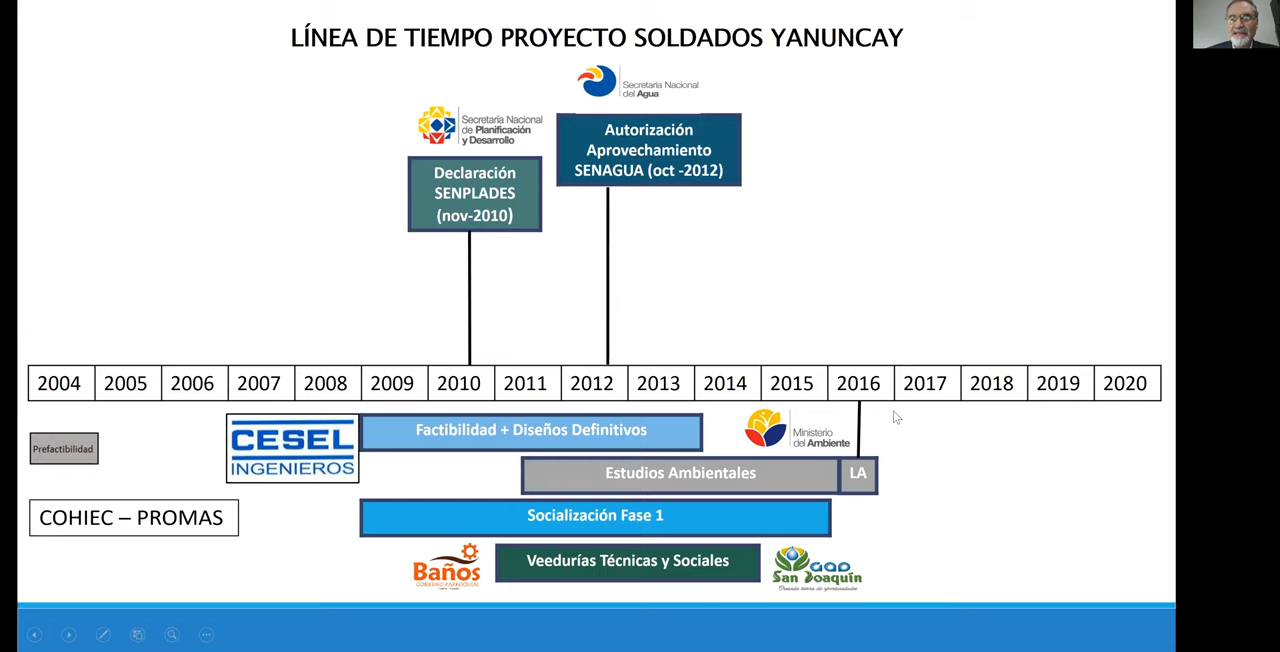 LÍNEA DE TIEMPO PROYECTO SOLDADOS YANUNCAY
Secretaría Nacional
del Agua
Secretaría Nacional
de Planificación
y Desarrollo
Autorización
Aprovechamiento
SENAGUA (oct -2012)
Declaración
SENPLADES
(nov-2010)
2004 2005 2006 2007 2008 2009 2010 2011 2012 2013 2014 2015 2016 2017 2018 2019 2020
Prefactibilidad
CESEL
INGENIEROS
Factibilidad + Diseños Definitivos
Ministerio
del Ambiente
Estudios Ambientales
LA
COHIEC – PROMAS
Socialización Fase 1
Baños
GOBIERNO PARROQUIAL
Veedurías Técnicas y Sociales
GAD
San Joaquín